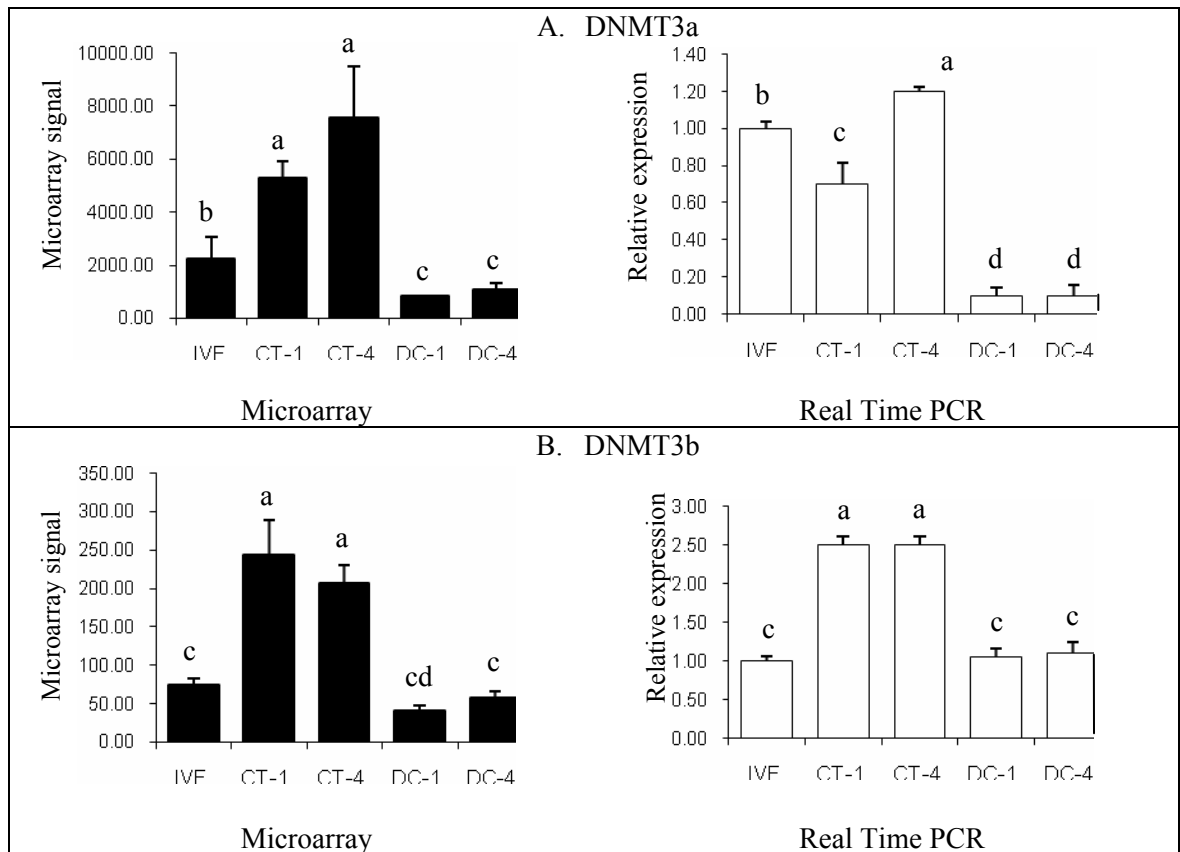 A. DNMT3a
Microarray signal
10000.00
8000.00
6000.00
4000.00
2000.00
0.00
b
a
a
c
c
IVF CT-1 CT-4 DC-1 DC-4
Microarray
Relative expression
1.40
1.20
1.00
0.80
0.60
0.40
0.20
0.00
b
c
a
d
d
IVF CT-1 CT-4 DC-1 DC-4
Real Time PCR
B. DNMT3b
Microarray signal
350.00
300.00
250.00
200.00
150.00
100.00
50.00
0.00
c
a
a
cd
c
IVF CT-1 CT-4 DC-1 DC-4
Microarray
Relative expression
3.00
2.50
2.00
1.50
1.00
0.50
0.00
c
a
a
c
c
IVF CT-1 CT-4 DC-1 DC-4
Real Time PCR